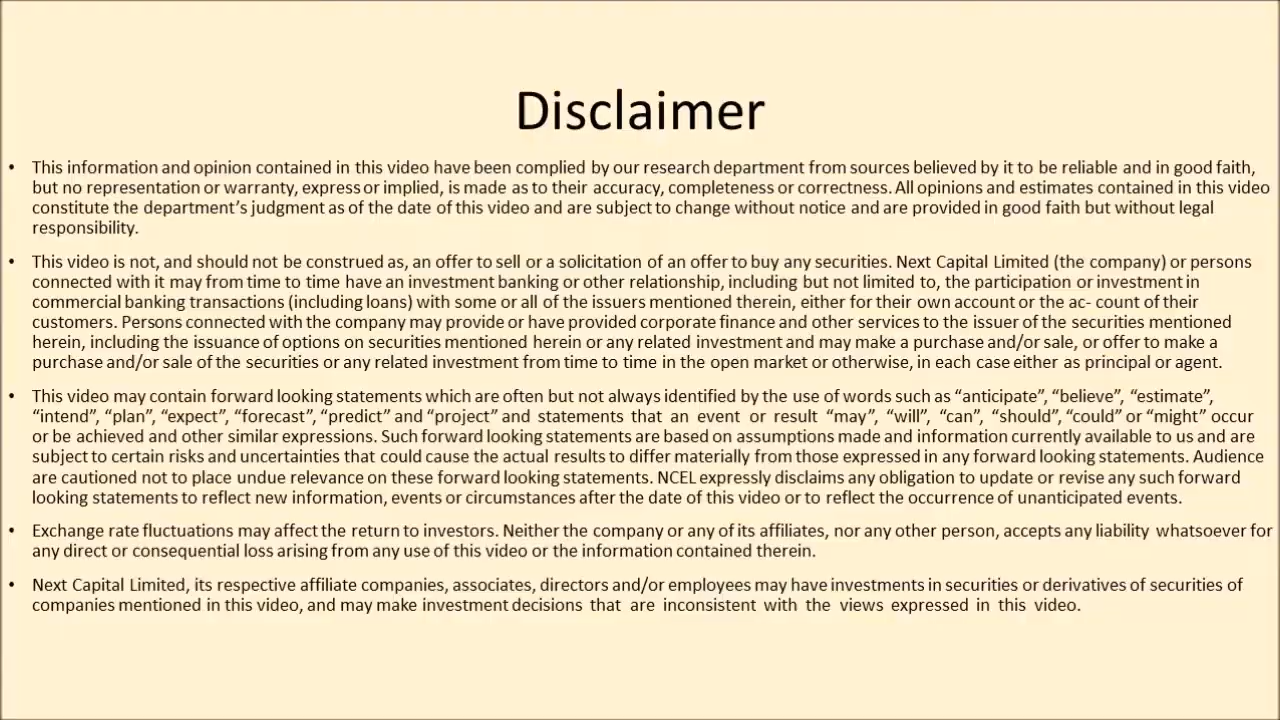 Disclaimer
• This information and opinion contained in this video have been complied by our research department from sources believed by it to be reliable and in good faith,
but no representation or warranty, express or implied, is made as to their accuracy, completeness or correctness. All opinions and estimates contained in this video
constitute the department’s judgment as of the date of this video and are subject to change without notice and are provided in good faith but without legal
responsibility.
• This video is not, and should not be construed as, an offer to sell or a solicitation of an offer to buy any securities. Next Capital Limited (the company) or persons
connected with it may from time to time have an investment banking or other relationship, including but not limited to, the participation or investment in
commercial banking transactions (including loans) with some or all of the issuers mentioned therein, either for their own account or the ac- count of their
customers. Persons connected with the company may provide or have provided corporate finance and other services to the issuer of the securities mentioned
herein, including the issuance of options on securities mentioned herein or any related investment and may make a purchase and/or sale, or offer to make a
purchase and/or sale of the securities or any related investment from time to time in the open market or otherwise, in each case either as principal or agent.
• This video may contain forward looking statements which are often but not always identified by the use of words such as “anticipate”, “believe”, “estimate”,
“intend”, “plan”, “expect”, “forecast”, “predict” and “project” and statements that an event or result “may”, “will”, “can”, “should”, “could” or “might” occur
or be achieved and other similar expressions. Such forward looking statements are based on assumptions made and information currently available to us and are
subject to certain risks and uncertainties that could cause the actual results to differ materially from those expressed in any forward looking statements. Audience
are cautioned not to place undue relevance on these forward looking statements. NCEL expressly disclaims any obligation to update or revise any such forward
looking statements to reflect new information, events or circumstances after the date of this video or to reflect the occurrence of unanticipated events.
• Exchange rate fluctuations may affect the return to investors. Neither the company or any of its affiliates, nor any other person, accepts any liability whatsoever for
any direct or consequential loss arising from any use of this video or the information contained therein.
• Next Capital Limited, its respective affiliate companies, associates, directors and/or employees may have investments in securities or derivatives of securities of
companies mentioned in this video, and may make investment decisions that are inconsistent with the views expressed in this video.